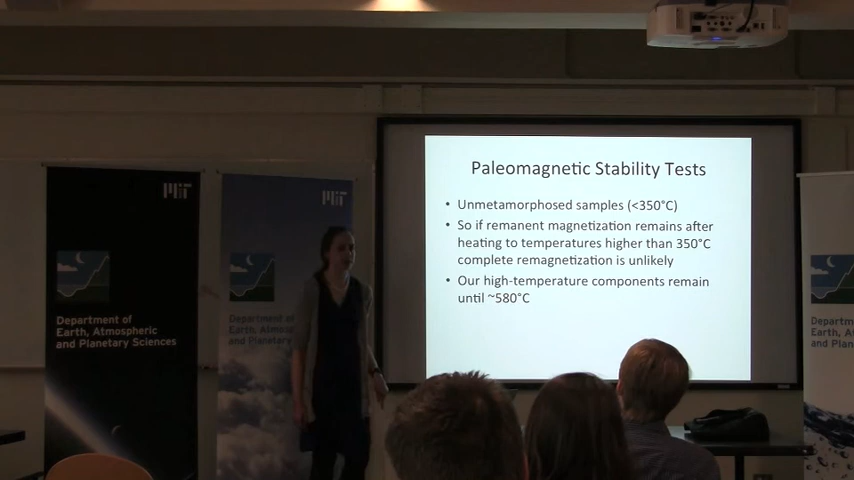 Paleomagnetic Stability Tests
• Unmetamorphosed samples (<350°C)
• So if remanent magnetization remains after
heating to temperatures higher than 350°C
complete remagnetization is unlikely
• Our high-temperature components remain
until ~580°C
MIT
Department of
Earth, Atmospheric
and Planetary Sciences
MIT
Department of
Earth, Atmospheric
and Planetary
Departm
Earth, A
and Plan